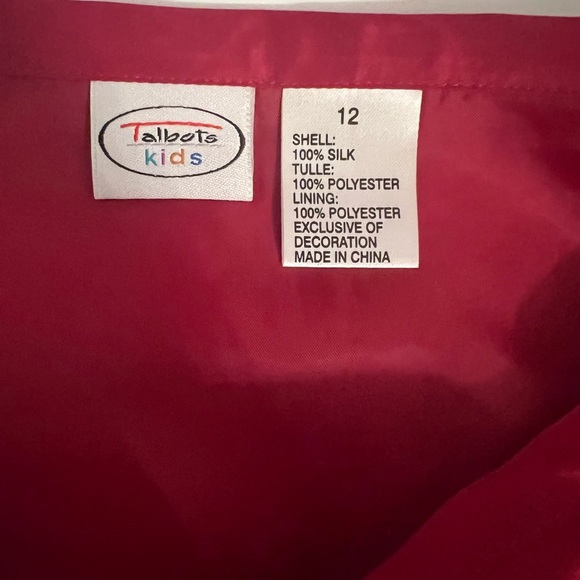 Talbots
kids
12
SHELL:
100% SILK
TULLE:
100% POLYESTER
LINING:
100% POLYESTER
EXCLUSIVE OF
DECORATION
MADE IN CHINA